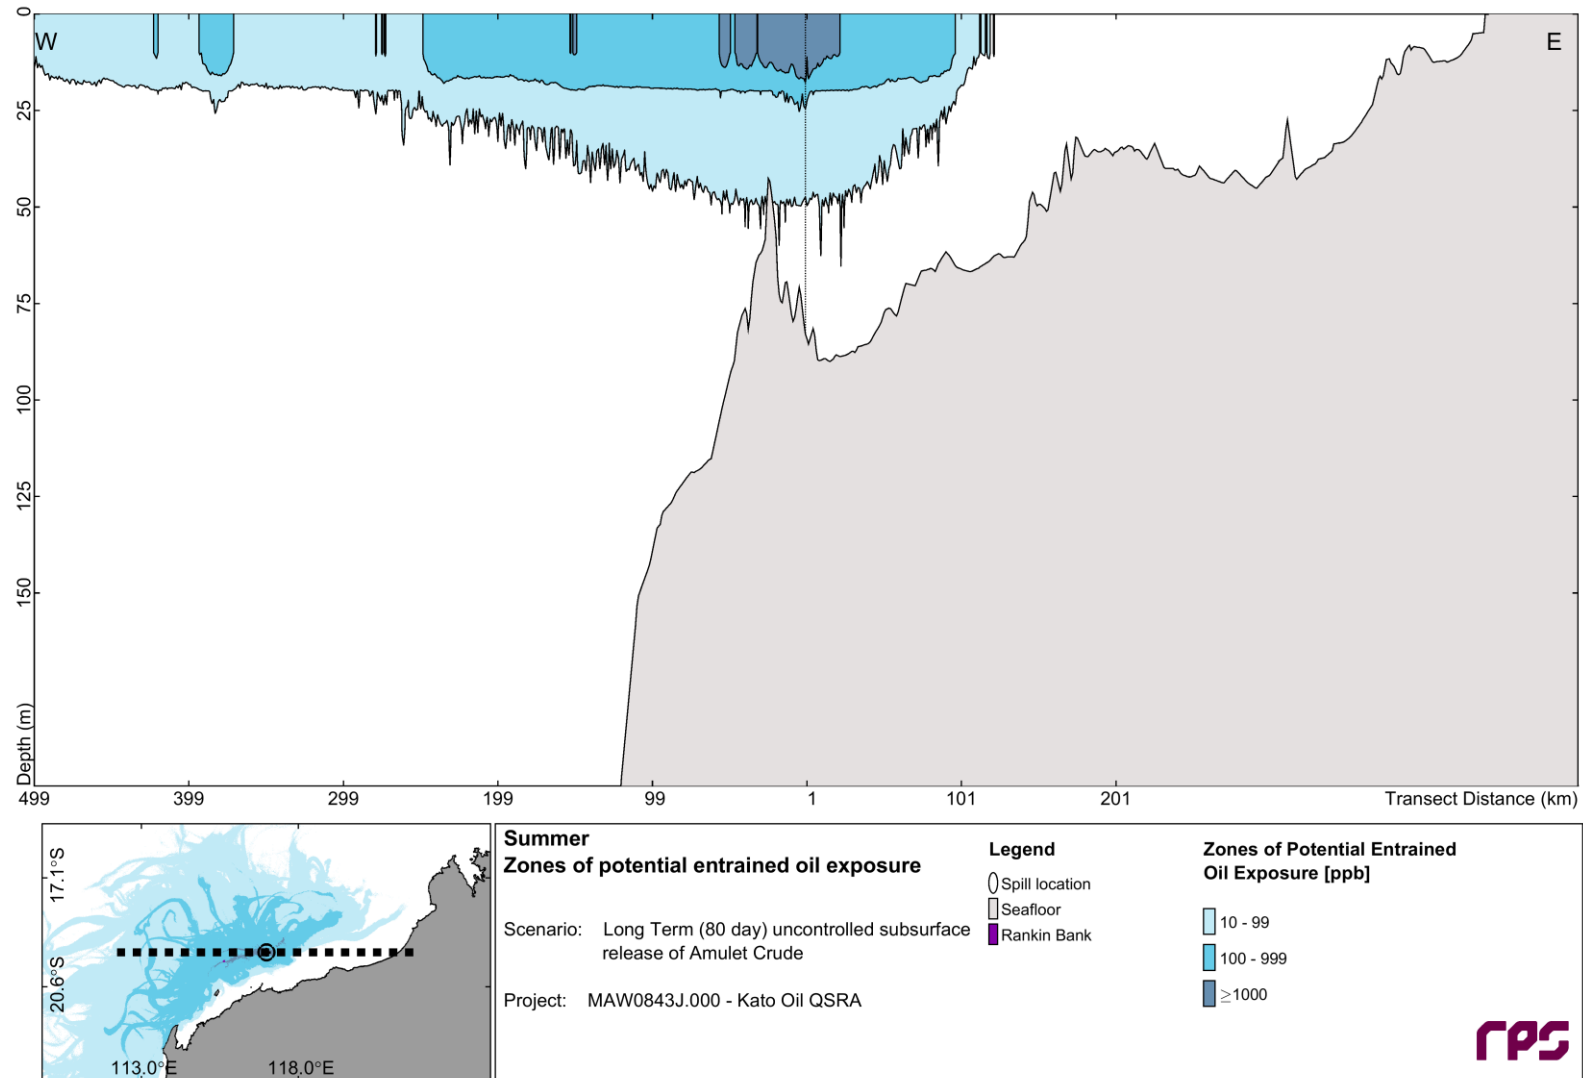 0
W
E
25
50
75
100
125
150
Depth (m)
499
399
299
199
99
1
101
201
Transect Distance (km)
17.1°S
20.6°S
113.0°E
118.0°E
Summer
Zones of potential entrained oil exposure
Scenario: Long Term (80 day) uncontrolled subsurface
release of Amulet Crude
Project: MAW0843J.000 - Kato Oil QSRA
Legend
Spill location
Seafloor
Rankin Bank
Zones of Potential Entrained
Oil Exposure [ppb]
10 - 99
100 - 999
≥1000
rps